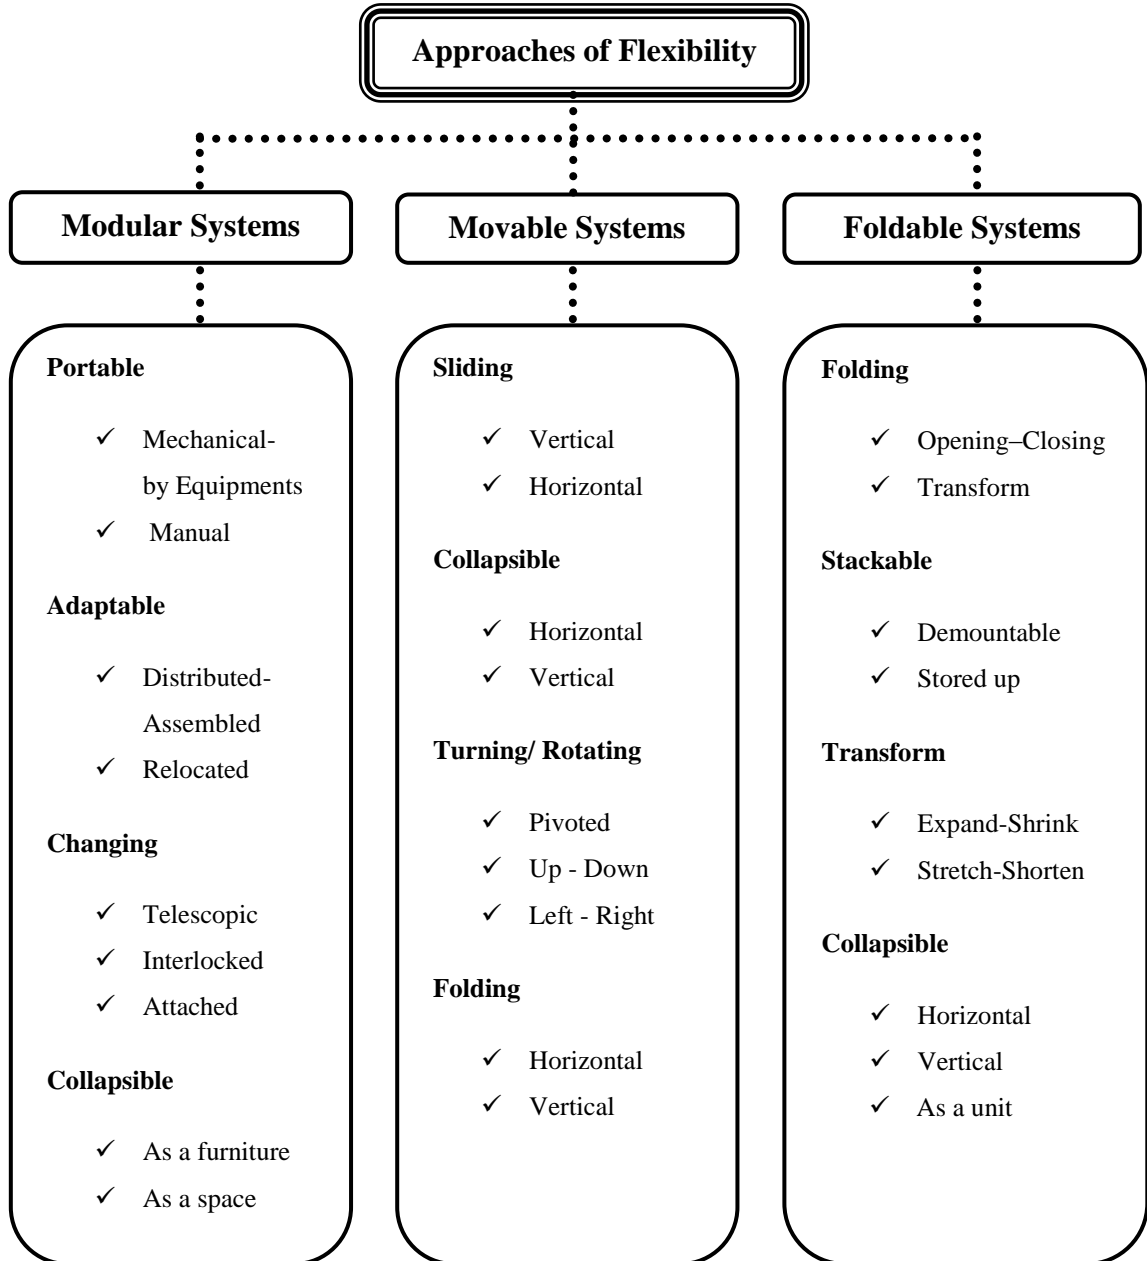 Approaches of Flexibility
Modular Systems
Movable Systems
Foldable Systems
Portable
✓ Mechanical-
by Equipments
✓ Manual
Adaptable
✓ Distributed-
Assembled
✓ Relocated
Changing
✓ Telescopic
✓ Interlocked
✓ Attached
Collapsible
✓ As a furniture
✓ As a space
Sliding
✓ Vertical
✓ Horizontal
Collapsible
✓ Horizontal
✓ Vertical
Turning/ Rotating
✓ Pivoted
✓ Up - Down
✓ Left - Right
Folding
✓ Horizontal
✓ Vertical
Folding
✓ Opening–Closing
✓ Transform
Stackable
✓ Demountable
✓ Stored up
Transform
✓ Expand-Shrink
✓ Stretch-Shorten
Collapsible
✓ Horizontal
✓ Vertical
✓ As a unit